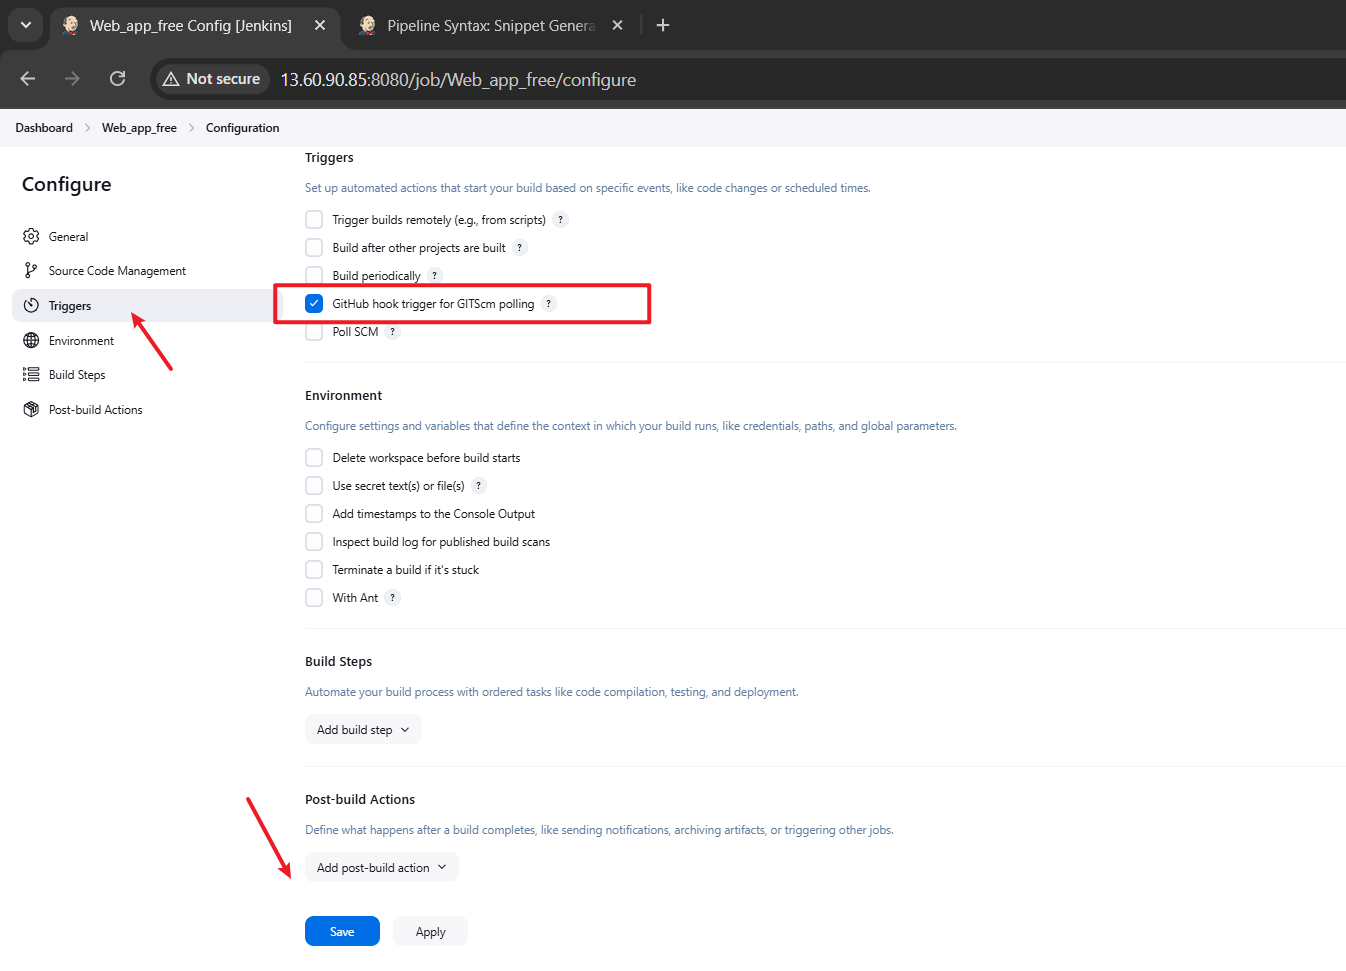 Web_app_free Config [Jenkins]
Pipeline Syntax: Snippet Genera
Not secure
13.60.90.85:8080/job/Web_app_free/configure
Dashboard
Web_app_free
Configuration
Configure
General
Source Code Management
Triggers
Environment
Build Steps
Post-build Actions
Triggers
Set up automated actions that start your build based on specific events, like code changes or scheduled times.
Trigger builds remotely (e.g., from scripts) ?
Build after other projects are built ?
Build periodically ?
GitHub hook trigger for GITScm polling ?
Poll SCM ?
Environment
Configure settings and variables that define the context in which your build runs, like credentials, paths, and global parameters.
Delete workspace before build starts
Use secret text(s) or file(s) ?
Add timestamps to the Console Output
Inspect build log for published build scans
Terminate a build if it's stuck
With Ant ?
Build Steps
Automate your build process with ordered tasks like code compilation, testing, and deployment.
Add build step
Post-build Actions
Define what happens after a build completes, like sending notifications, archiving artifacts, or triggering other jobs.
Add post-build action
Save
Apply